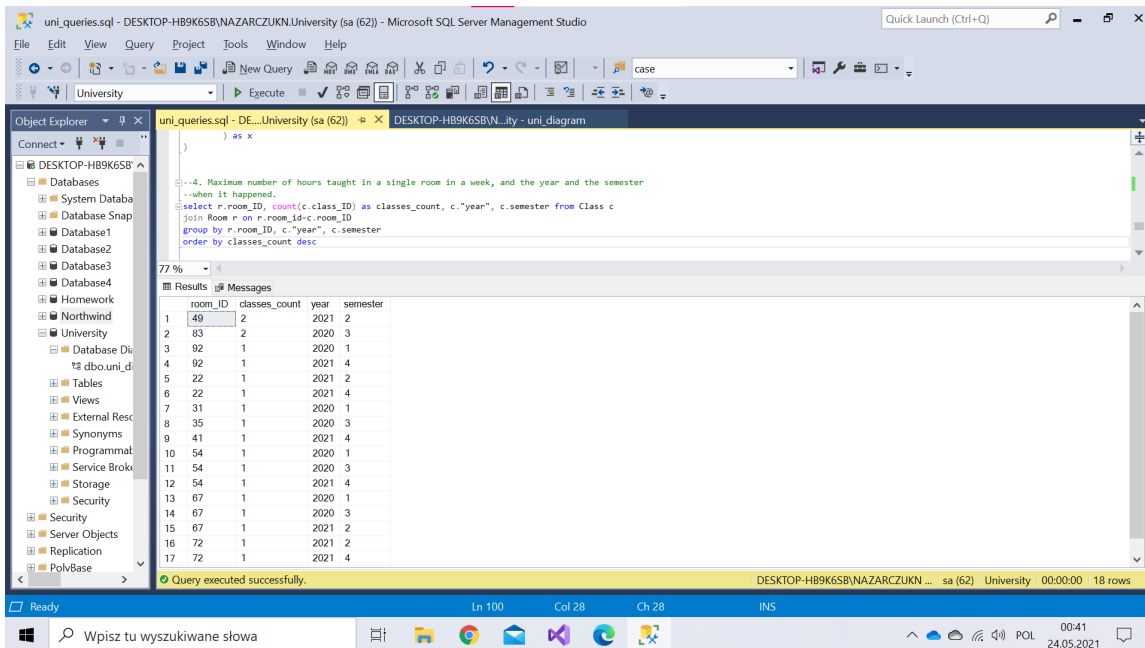 uni_queries.sql - DESKTOP-HB9K6SB\NAZARCZUKN.University (sa (62)) - Microsoft SQL Server Management Studio
Quick Launch (Ctrl+Q)
File Edit View Query Project Tools Window Help
New Query
case
University
Execute
Object Explorer
uni_queries.sql - DE....University (sa (62))
DESKTOP-HB9K6SB\N...ity - uni_diagram
Connect
DESKTOP-HB9K6SB
Databases
System Databa
Database Snap
Database1
Database2
Database3
Database4
Homework
Northwind
University
Database Dia
dbo.uni_di
Tables
Views
External Resc
Synonyms
Programmab
Service Broke
Storage
Security
Security
Server Objects
Replication
PolyBase
) as x
)
--4. Maximum number of hours taught in a single room in a week, and the year and the semester
--when it happened.
select r.room_ID, count(c.class_ID) as classes_count, c."year", c.semester from Class c
join Room r on r.room_id=c.room_ID
group by r.room_ID, c."year", c.semester
order by classes_count desc
77 %
Results Messages
room_ID classes_count year semester
1 49 2 2021 2
2 83 2 2020 3
3 92 1 2020 1
4 92 1 2021 4
5 22 1 2021 2
6 22 1 2021 4
7 31 1 2020 1
8 35 1 2020 3
9 41 1 2021 4
10 54 1 2020 1
11 54 1 2020 3
12 54 1 2021 4
13 67 1 2020 1
14 67 1 2020 3
15 67 1 2021 2
16 72 1 2021 2
17 72 1 2021 4
Query executed successfully.
DESKTOP-HB9K6SB\NAZARCZUKN ... sa (62) University 00:00:00 18 rows
Ready Ln 100 Col 28 Ch 28 INS
Wpisz tu wyszukiwane słowa
POL
00:41
24.05.2021